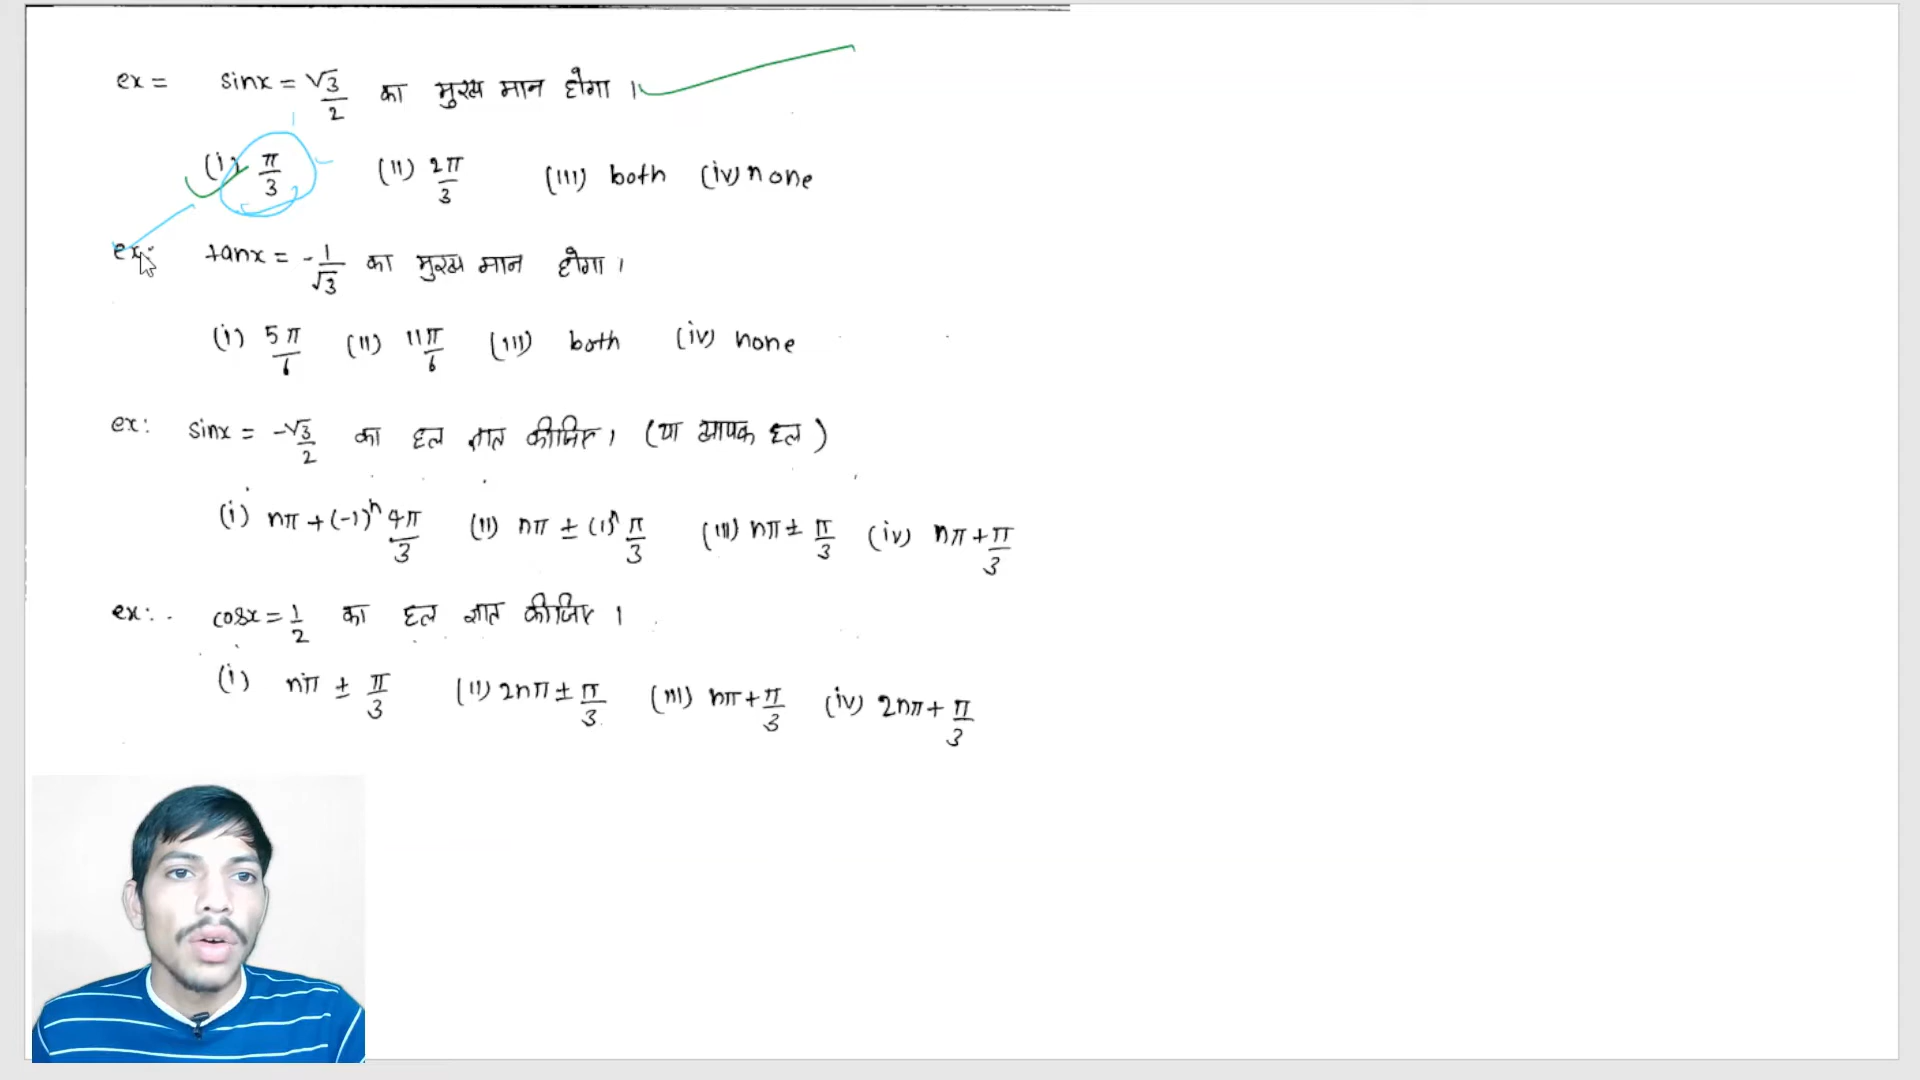 ex = sinx = √3/2 का मुख्य मान होगा ।
(i) π/3 (ii) 2π/3 (iii) both (iv) none
ex: tanx = -1/√3 का मुख्य मान होगा ।
(i) 5π/6 (ii) 11π/6 (iii) both (iv) none
ex: sinx = -√3/2 का हल ज्ञात कीजिए । (या व्यापक हल)
(i) nπ + (-1)ⁿ 4π/3 (ii) nπ ± (1)ⁿ π/3 (iii) nπ ± π/3 (iv) nπ + π/3
ex: cosx = 1/2 का हल ज्ञात कीजिए ।
(i) nπ ± π/3 (ii) 2nπ ± π/3 (iii) nπ + π/3 (iv) 2nπ + π/3